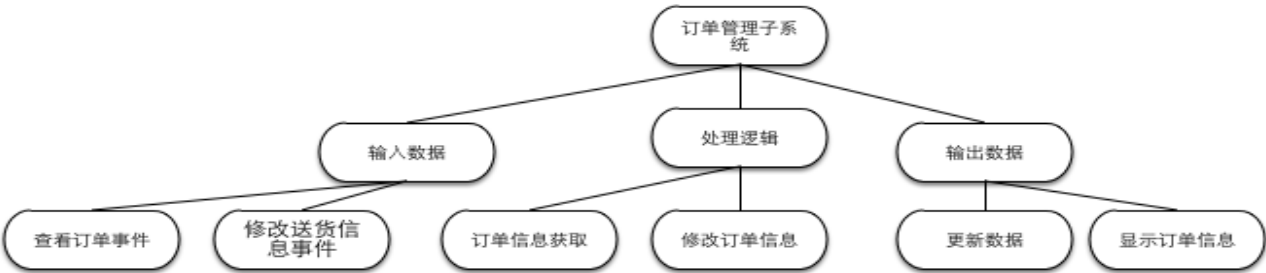 订单管理子系
统
输入数据
处理逻辑
输出数据
查看订单事件
修改送货信
息事件
订单信息获取
修改订单信息
更新数据
显示订单信息